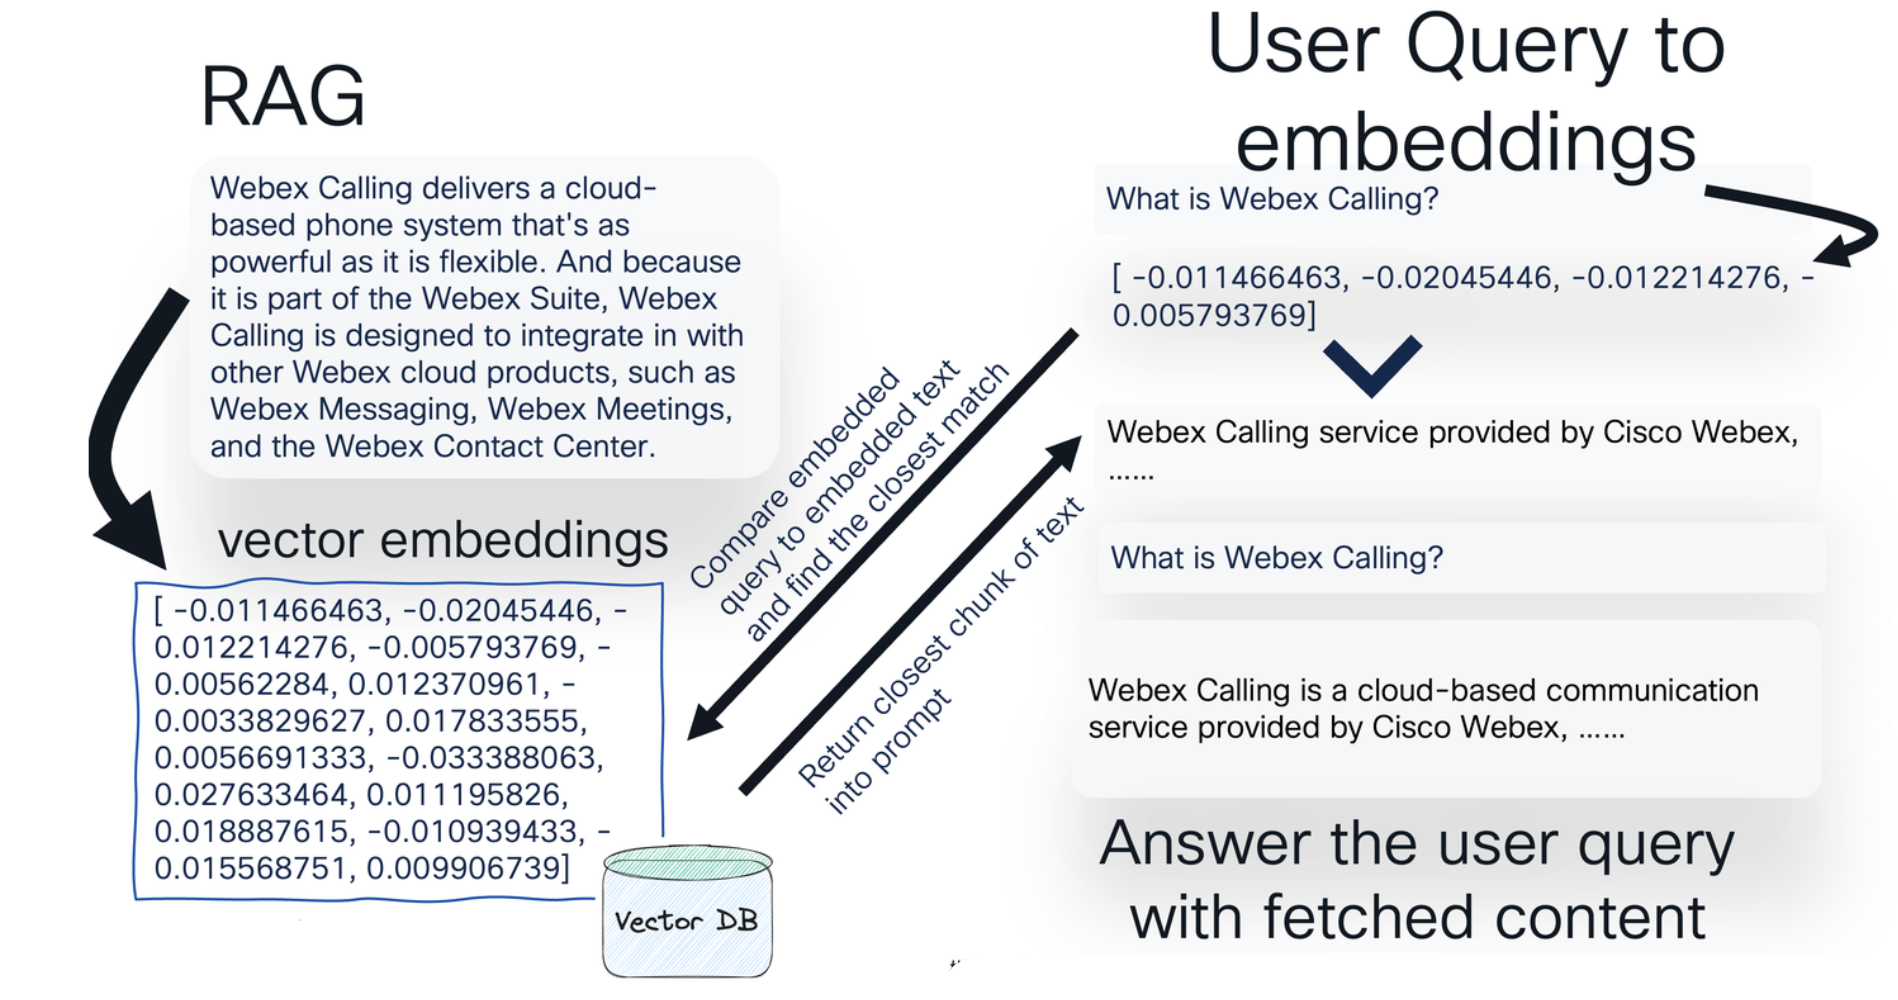 RAG
Webex Calling delivers a cloud-
based phone system that's as
powerful as it is flexible. And because
it is part of the Webex Suite, Webex
Calling is designed to integrate in with
other Webex cloud products, such as
Webex Messaging, Webex Meetings,
and the Webex Contact Center.
vector embeddings
[ -0.011466463, -0.02045446, -
0.012214276, -0.005793769, -
0.00562284, 0.012370961, -
0.0033829627, 0.017833555,
0.0056691333, -0.033388063,
0.027633464, 0.011195826,
0.018887615, -0.010939433, -
0.015568751, 0.009906739]
Vector DB
Compare embedded
query to embedded text
and find the closest match
Return closest chunk of text
into prompt
User Query to
embeddings
What is Webex Calling?
[ -0.011466463, -0.02045446, -0.012214276, -
0.005793769]
Webex Calling service provided by Cisco Webex,
......
What is Webex Calling?
Webex Calling is a cloud-based communication
service provided by Cisco Webex, ......
Answer the user query
with fetched content